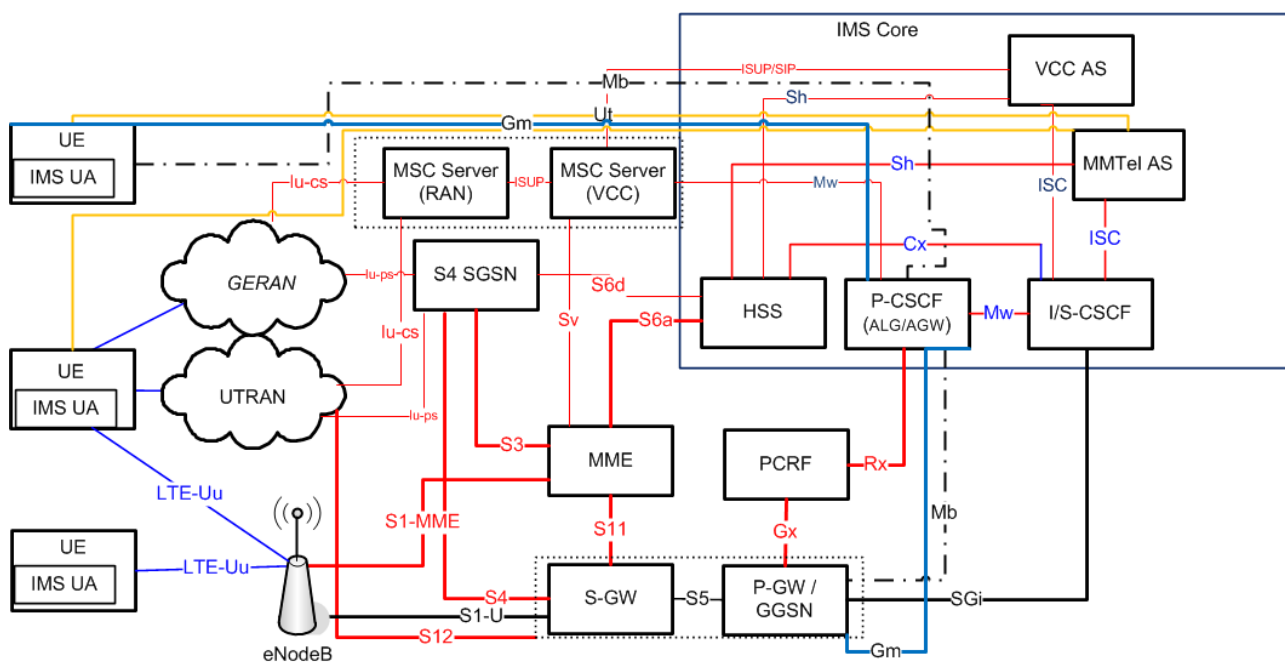 IMS Core
VCC AS
ISUP/SIP
Mb
Sh
Ut
Gm
UE
IMS UA
MSC Server
(RAN)
ISUP
MSC Server
(VCC)
Iu-cs
Mw
Sh
MMTel AS
ISC
ISC
Cx
GERAN
Iu-ps
S4 SGSN
S6d
HSS
P-CSCF
(ALG/AGW)
Mw
I/S-CSCF
S6a
Sv
Iu-cs
UE
IMS UA
UTRAN
Iu-ps
S3
MME
PCRF
Rx
LTE-Uu
S1-MME
S11
Gx
Mb
UE
IMS UA
LTE-Uu
S-GW
S5
P-GW /
GGSN
SGi
S4
S1-U
S12
Gm
eNodeB